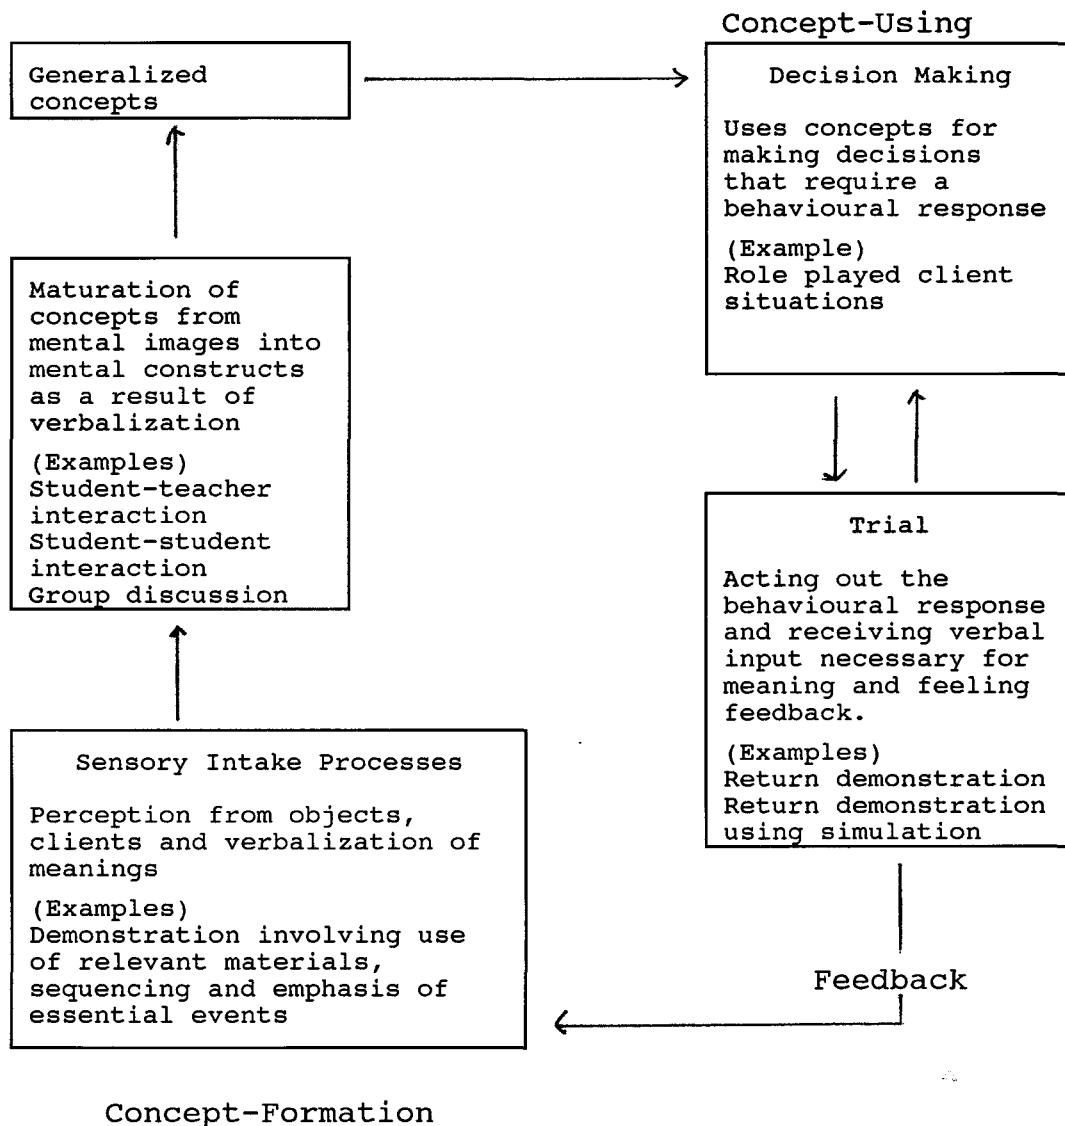 Concept-Using
Generalized
concepts
Decision Making
Uses concepts for
making decisions
that require a
behavioural response
(Example)
Role played client
situations
Maturation of
concepts from
mental images into
mental constructs
as a result of
verbalization
(Examples)
Student-teacher
interaction
Student-student
interaction
Group discussion
Trial
Acting out the
behavioural response
and receiving verbal
input necessary for
meaning and feeling
feedback.
(Examples)
Return demonstration
Return demonstration
using simulation
Sensory Intake Processes
Perception from objects,
clients and verbalization of
meanings
(Examples)
Demonstration involving use
of relevant materials,
sequencing and emphasis of
essential events
Feedback
Concept-Formation